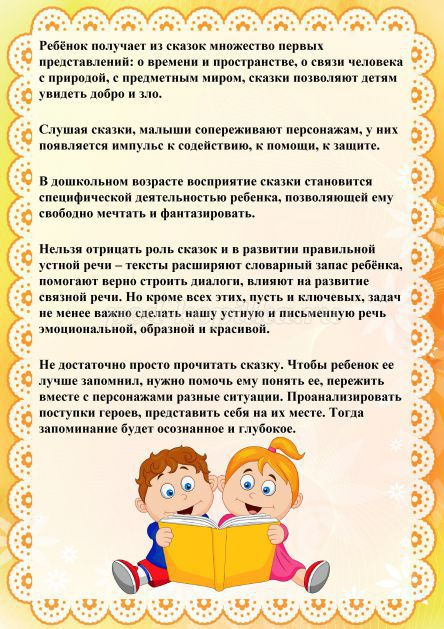 Ребёнок получает из сказок множество первых
представлений: о времени и пространстве, о связи человека
с природой, с предметным миром, сказки позволяют детям
увидеть добро и зло.
Слушая сказки, малыши сопереживают персонажам, у них
появляется импульс к содействию, к помощи, к защите.
В дошкольном возрасте восприятие сказки становится
специфической деятельностью ребенка, позволяющей ему
свободно мечтать и фантазировать.
Нельзя отрицать роль сказок и в развитии правильной
устной речи – тексты расширяют словарный запас ребёнка,
помогают верно строить диалоги, влияют на развитие
связной речи. Но кроме всех этих, пусть и ключевых, задач
не менее важно сделать нашу устную и письменную речь
эмоциональной, образной и красивой.
Не достаточно просто прочитать сказку. Чтобы ребенок ее
лучше запомнил, нужно помочь ему понять ее, пережить
вместе с персонажами разные ситуации. Проанализировать
поступки героев, представить себя на их месте. Тогда
запоминание будет осознанное и глубокое.